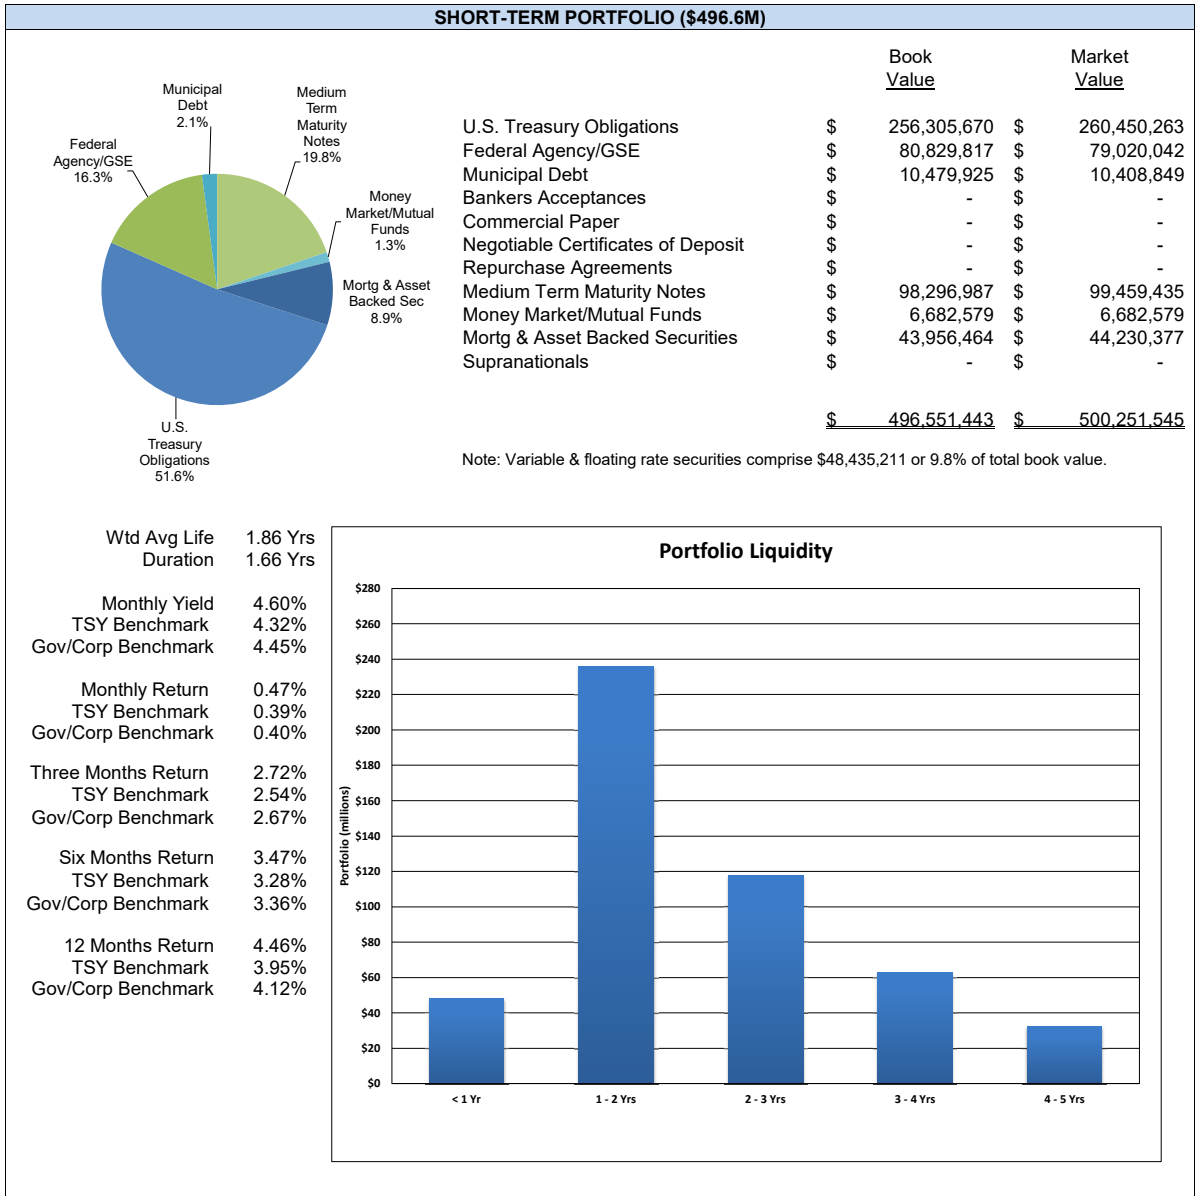 SHORT-TERM PORTFOLIO ($496.6M)
Municipal
Debt
2.1%
Medium
Term
Maturity
Notes
19.8%
Federal
Agency/GSE
16.3%
Money
Market/Mutual
Funds
1.3%
Mortg & Asset
Backed Sec
8.9%
U.S.
Treasury
Obligations
51.6%
Book Market
Value Value
U.S. Treasury Obligations $ 256,305,670 $ 260,450,263
Federal Agency/GSE $ 80,829,817 $ 79,020,042
Municipal Debt $ 10,479,925 $ 10,408,849
Bankers Acceptances $ - $ -
Commercial Paper $ - $ -
Negotiable Certificates of Deposit $ - $ -
Repurchase Agreements $ - $ -
Medium Term Maturity Notes $ 98,296,987 $ 99,459,435
Money Market/Mutual Funds $ 6,682,579 $ 6,682,579
Mortg & Asset Backed Securities $ 43,956,464 $ 44,230,377
Supranationals $ - $ -
$ 496,551,443 $ 500,251,545
Note: Variable & floating rate securities comprise $48,435,211 or 9.8% of total book value.
Wtd Avg Life 1.86 Yrs
Duration 1.66 Yrs
Monthly Yield 4.60%
TSY Benchmark 4.32%
Gov/Corp Benchmark 4.45%
Monthly Return 0.47%
TSY Benchmark 0.39%
Gov/Corp Benchmark 0.40%
Three Months Return 2.72%
TSY Benchmark 2.54%
Gov/Corp Benchmark 2.67%
Six Months Return 3.47%
TSY Benchmark 3.28%
Gov/Corp Benchmark 3.36%
12 Months Return 4.46%
TSY Benchmark 3.95%
Gov/Corp Benchmark 4.12%
Portfolio Liquidity
Portfolio (millions)
$280
$260
$240
$220
$200
$180
$160
$140
$120
$100
$80
$60
$40
$20
$0
< 1 Yr 1 - 2 Yrs 2 - 3 Yrs 3 - 4 Yrs 4 - 5 Yrs